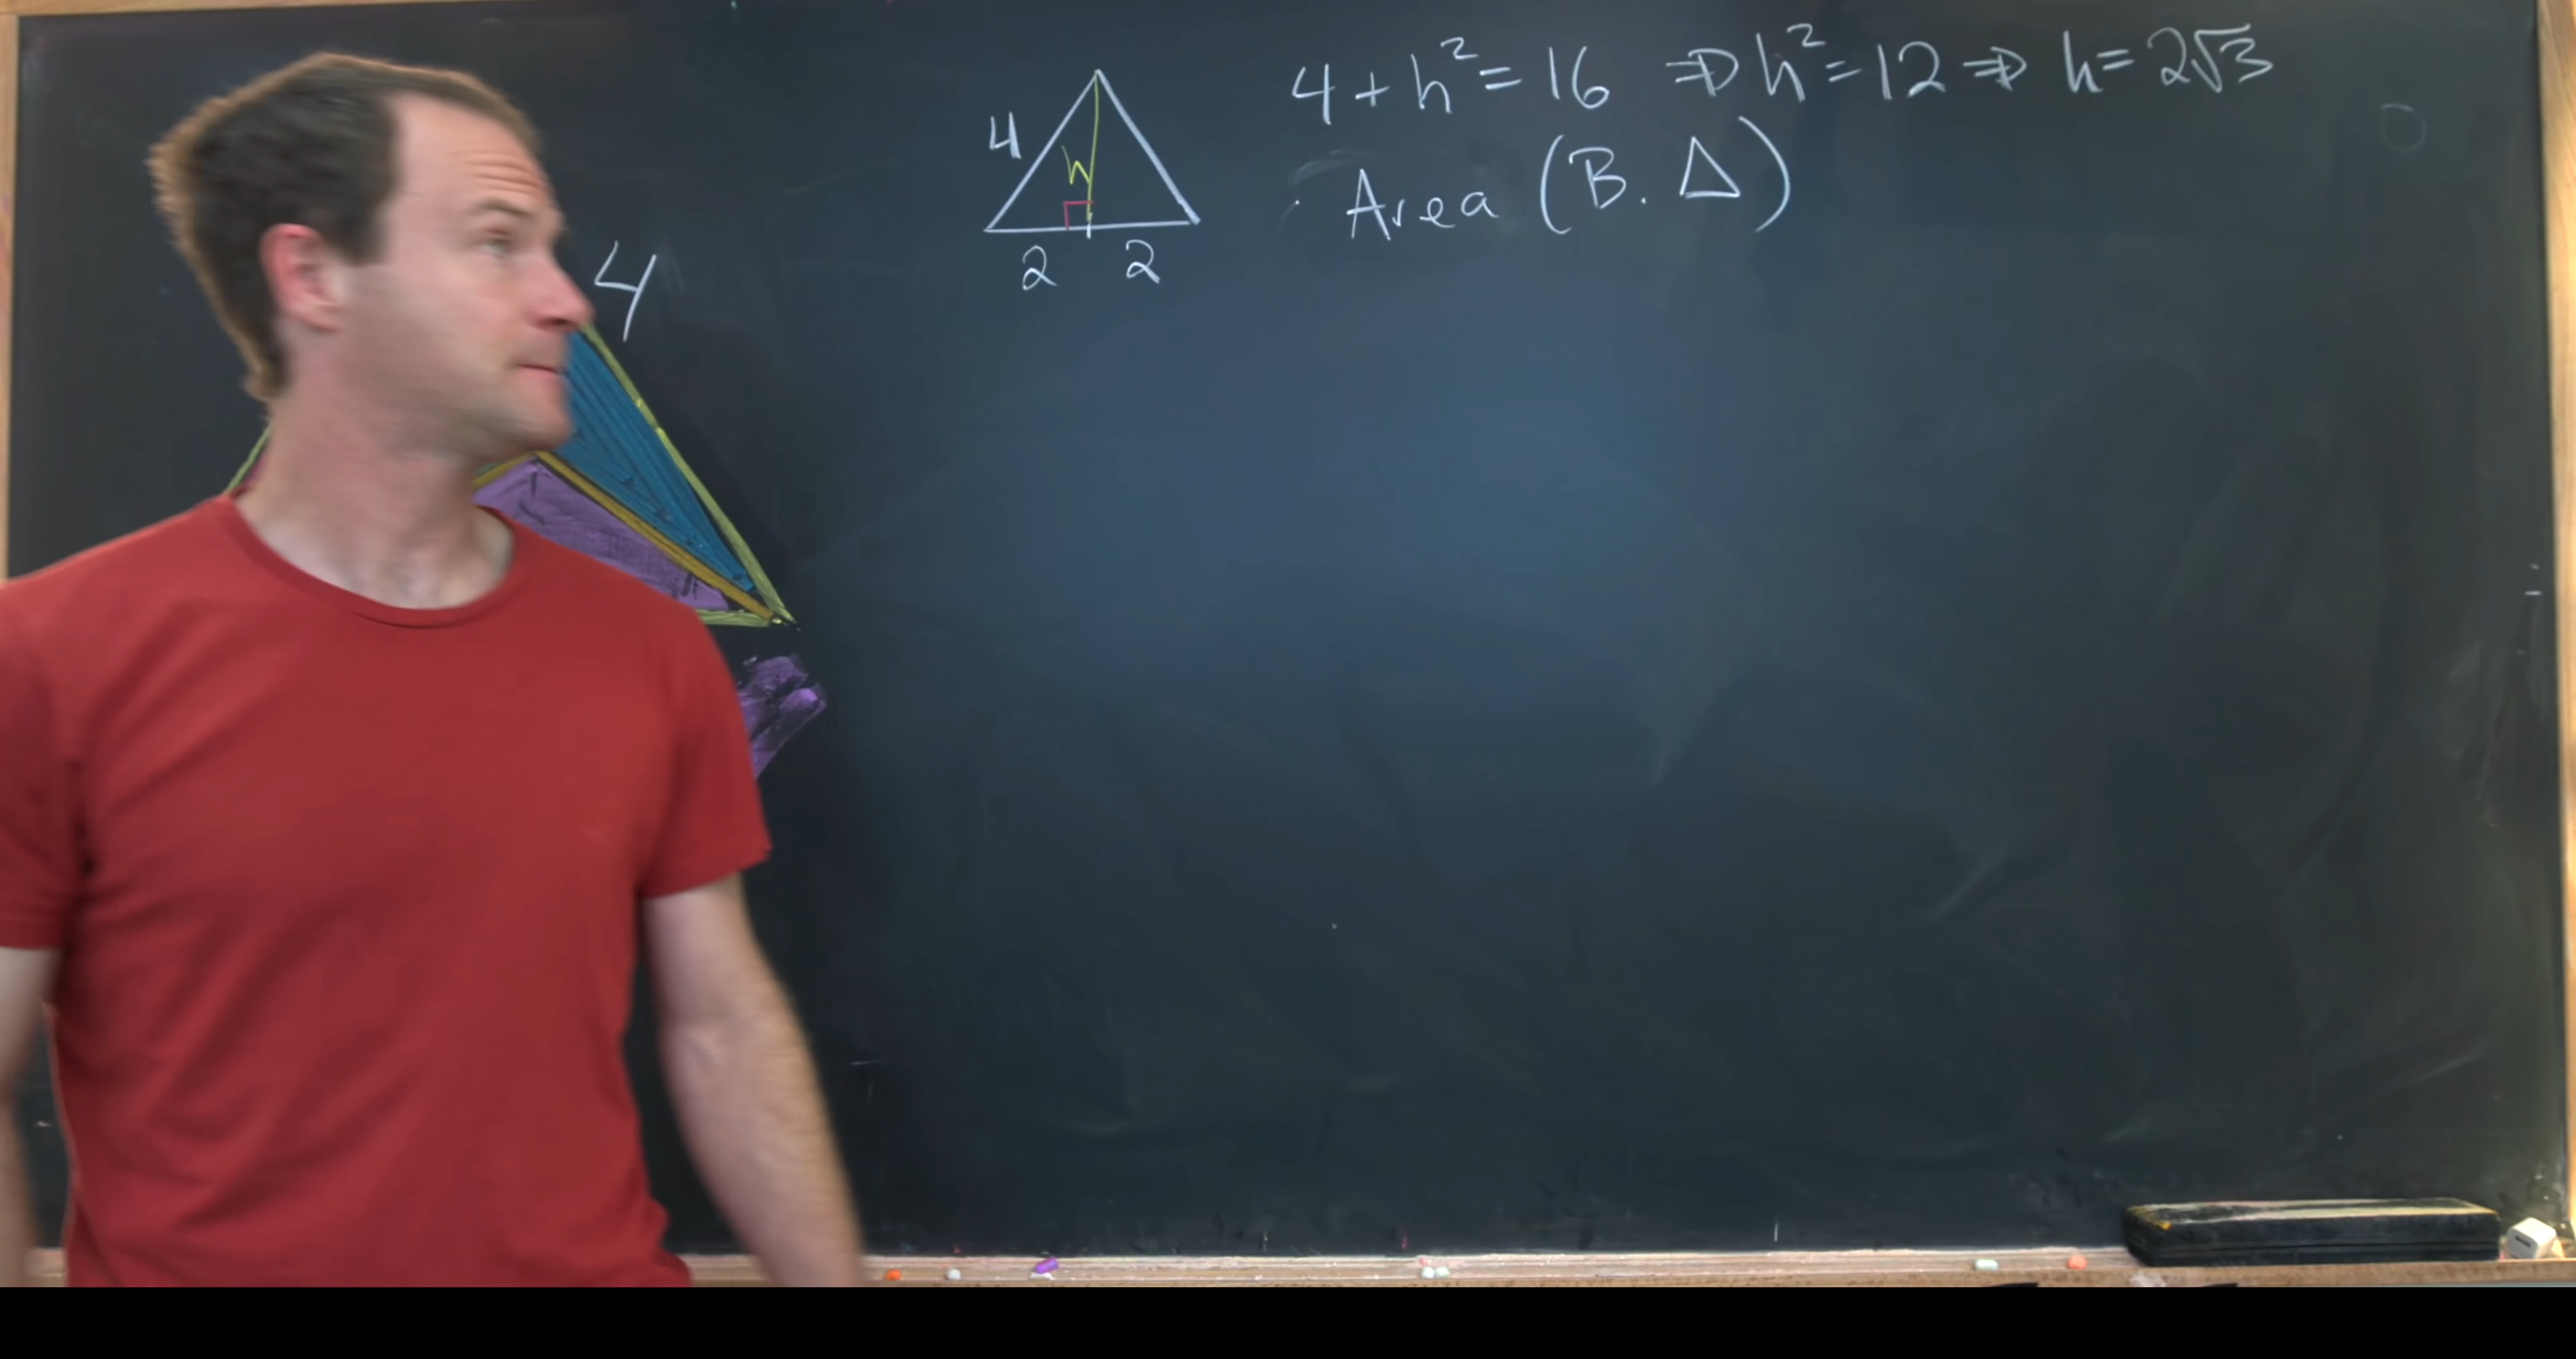 4 + h² = 16 ⇒ h² = 12 ⇒ h = 2√3
4
h
Area (B. △)
2 2
4